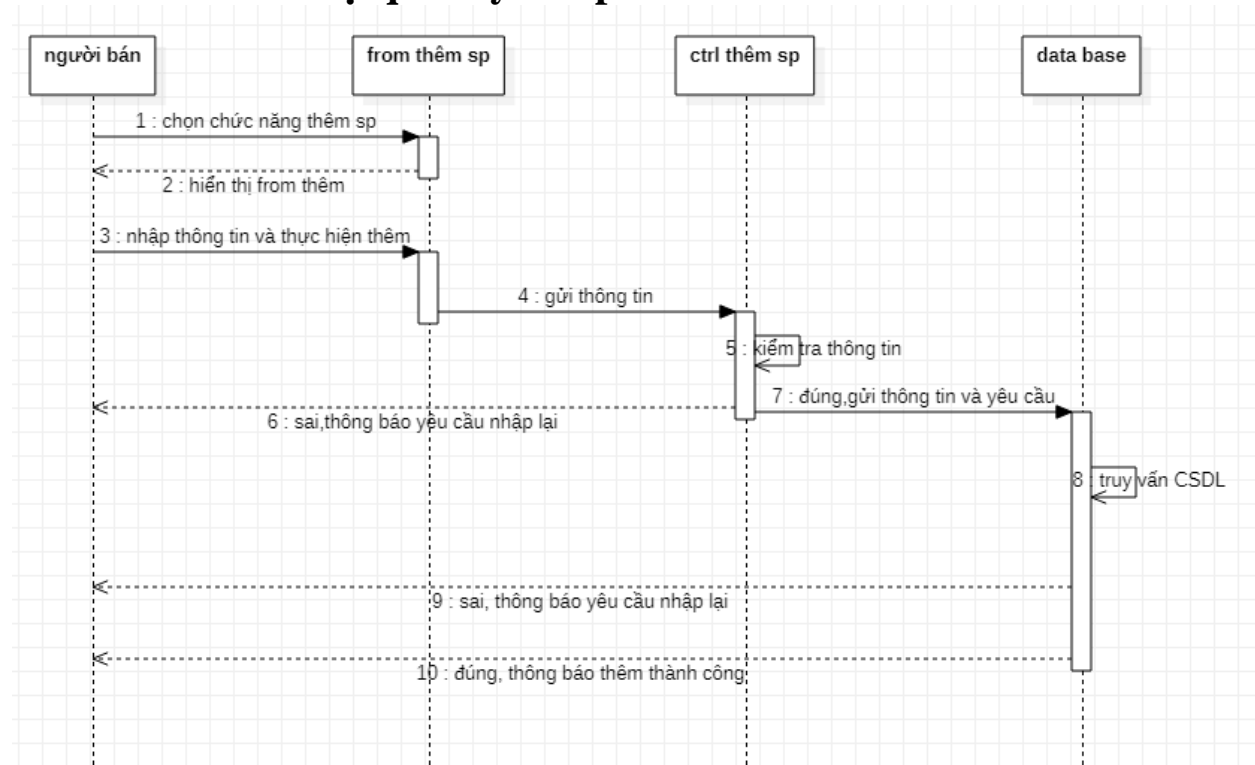 người bán
from thêm sp
ctrl thêm sp
data base
1 : chọn chức năng thêm sp
2 : hiển thị from thêm
3 : nhập thông tin và thực hiện thêm
4 : gửi thông tin
5 : kiểm tra thông tin
7 : đúng,gửi thông tin và yêu cầu
6 : sai,thông báo yêu cầu nhập lại
8 : truy vấn CSDL
9 : sai, thông báo yêu cầu nhập lại
10 : đúng, thông báo thêm thành công